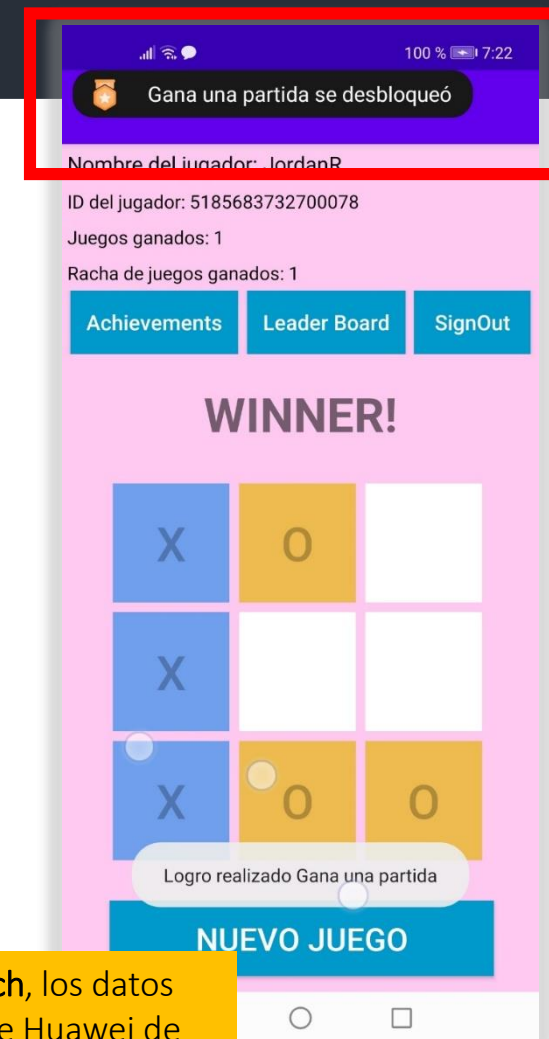 100 % 7:22
Gana una partida se desbloqueó
Nombre del jugador: JordanR
ID del jugador: 5185683732700078
Juegos ganados: 1
Racha de juegos ganados: 1
Achievements Leader Board SignOut
WINNER!
X O
X
X O O
Logro realizado Gana una partida
NUEVO JUEGO
ch, los datos
e Huawei de